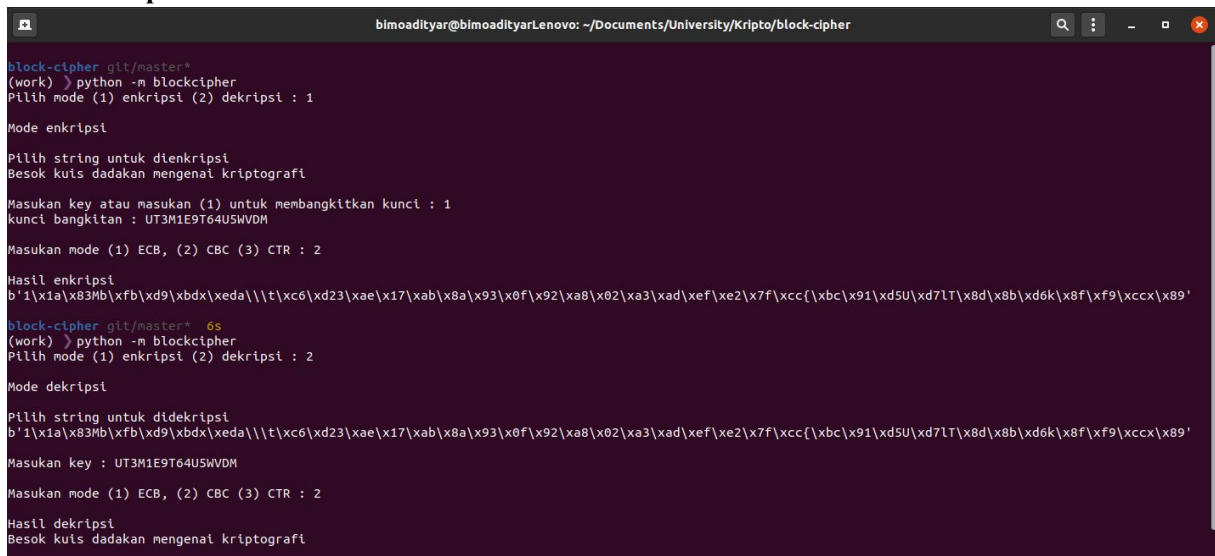 bimoadityar@bimoadityarLenovo: ~/Documents/University/Kripto/block-cipher
block-cipher git/master*
(work) ❯ python -m blockcipher
Pilih mode (1) enkripsi (2) dekripsi : 1
Mode enkripsi
Pilih string untuk dienkripsi
Besok kuis dadakan mengenai kriptografi
Masukan key atau masukan (1) untuk membangkitkan kunci : 1
kunci bangkitan : UT3M1E9T64U5WVDM
Masukan mode (1) ECB, (2) CBC (3) CTR : 2
Hasil enkripsi
b'1\x1a\x83Mb\xfb\xd9\xbdx\xeda\\\t\xc6\xd23\xae\x17\xab\x8a\x93\x0f\x92\xa8\x02\xa3\xad\xef\xe2\x7f\xcc{\xbc\x91\xd5U\xd7lT\x8d\x8b\xd6k\x8f\xf9\xccx\x89'
block-cipher git/master* 6s
(work) ❯ python -m blockcipher
Pilih mode (1) enkripsi (2) dekripsi : 2
Mode dekripsi
Pilih string untuk didekripsi
b'1\x1a\x83Mb\xfb\xd9\xbdx\xeda\\\t\xc6\xd23\xae\x17\xab\x8a\x93\x0f\x92\xa8\x02\xa3\xad\xef\xe2\x7f\xcc{\xbc\x91\xd5U\xd7lT\x8d\x8b\xd6k\x8f\xf9\xccx\x89'
Masukan key : UT3M1E9T64U5WVDM
Masukan mode (1) ECB, (2) CBC (3) CTR : 2
Hasil dekripsi
Besok kuis dadakan mengenai kriptografi